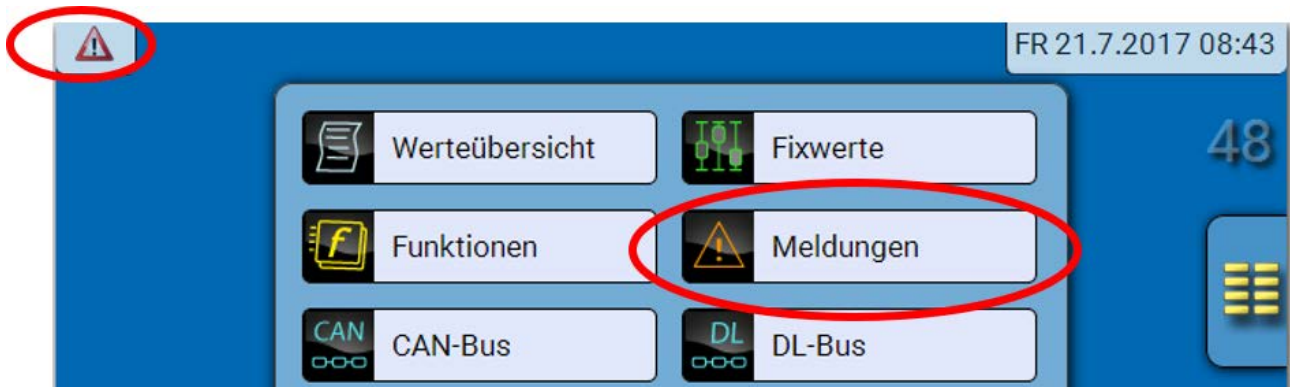 FR 21.7.2017 08:43
Werteübersicht
Fixwerte
48
Funktionen
Meldungen
CAN
CAN-Bus
DL
DL-Bus